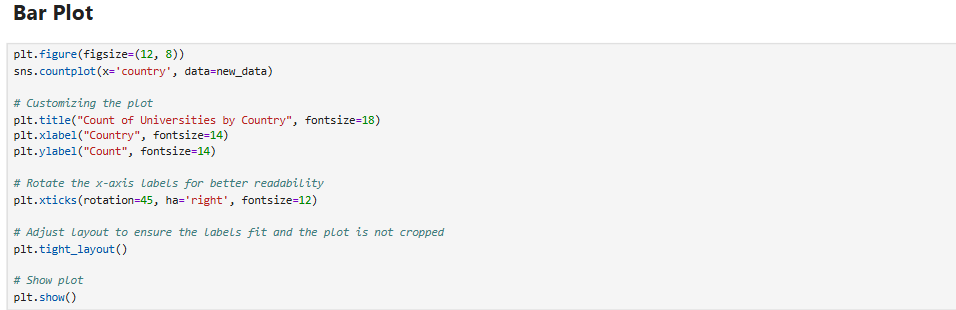 Bar Plot
plt.figure(figsize=(12, 8))
sns.countplot(x='country', data=new_data)
# Customizing the plot
plt.title("Count of Universities by Country", fontsize=18)
plt.xlabel("Country", fontsize=14)
plt.ylabel("Count", fontsize=14)
# Rotate the x-axis labels for better readability
plt.xticks(rotation=45, ha='right', fontsize=12)
# Adjust layout to ensure the labels fit and the plot is not cropped
plt.tight_layout()
# Show plot
plt.show()